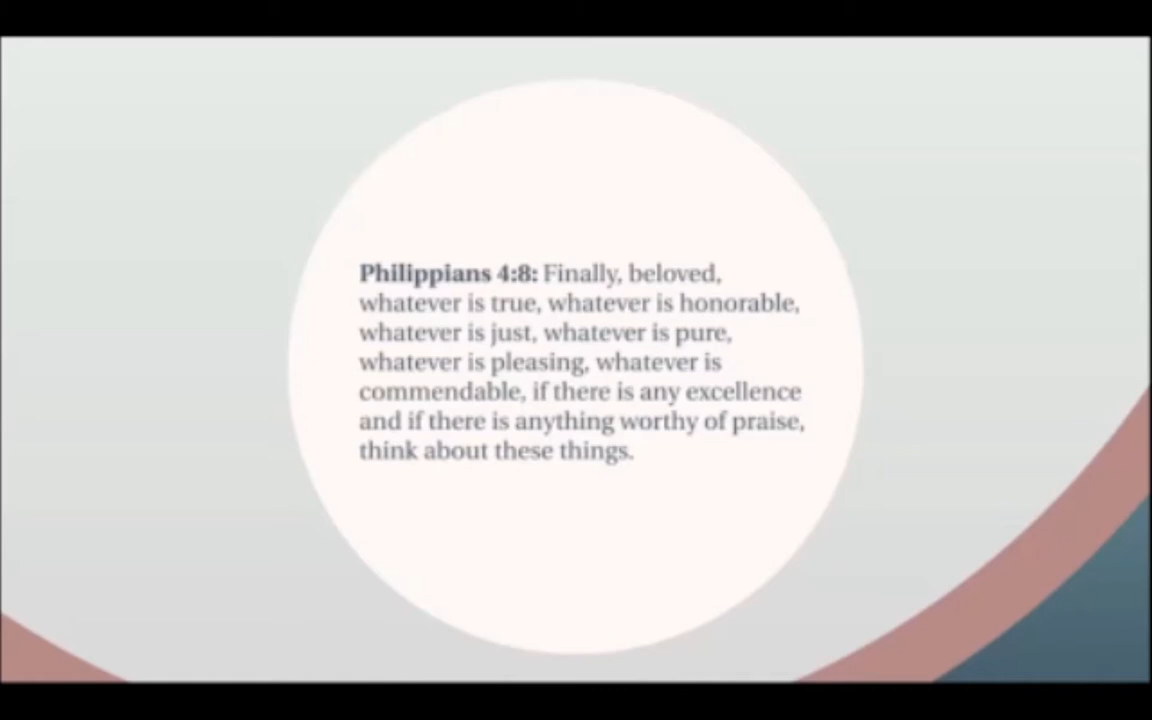 Philippians 4:8: Finally, beloved,
whatever is true, whatever is honorable,
whatever is just, whatever is pure,
whatever is pleasing, whatever is
commendable, if there is any excellence
and if there is anything worthy of praise,
think about these things.